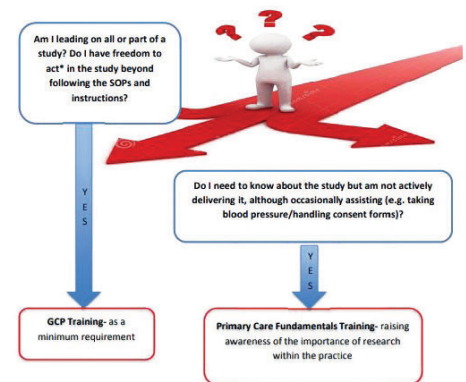 Am I leading on all or part of a
study? Do I have freedom to
act* in the study beyond
following the SOPs and
instructions?
Y
E
S
Do I need to know about the study but am not actively
delivering it, although occasionally assisting (e.g. taking
blood pressure/handling consent forms)?
Y
E
S
GCP Training- as a
minimum requirement
Primary Care Fundamentals Training- raising
awareness of the importance of research
within the practice